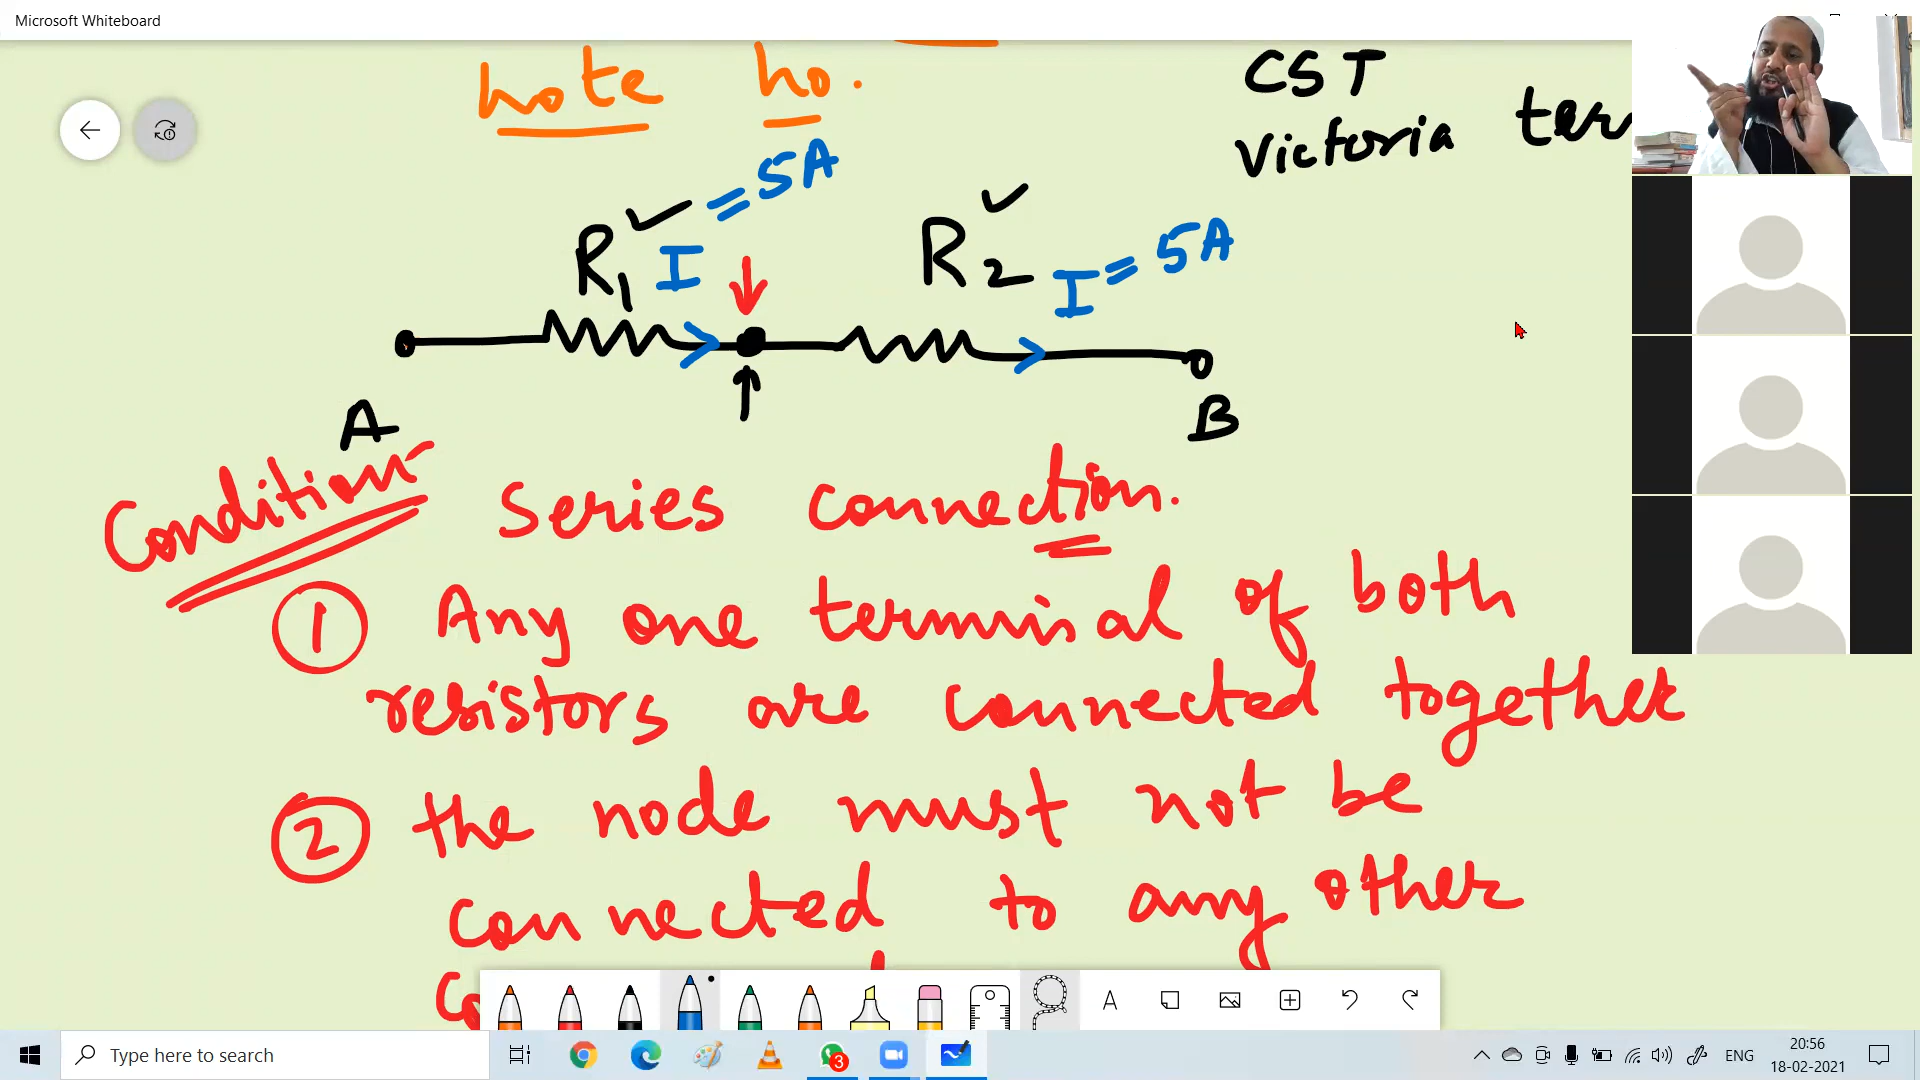 Microsoft Whiteboard
hote ho.
CST
Victoria
R1 I = 5A
R2 I = 5A
A
B
Condition
series connection.
① Any one terminal of both
resistors are connected together
② the node must not be
connected to any other
A
Type here to search
3
ENG
20:56
18-02-2021